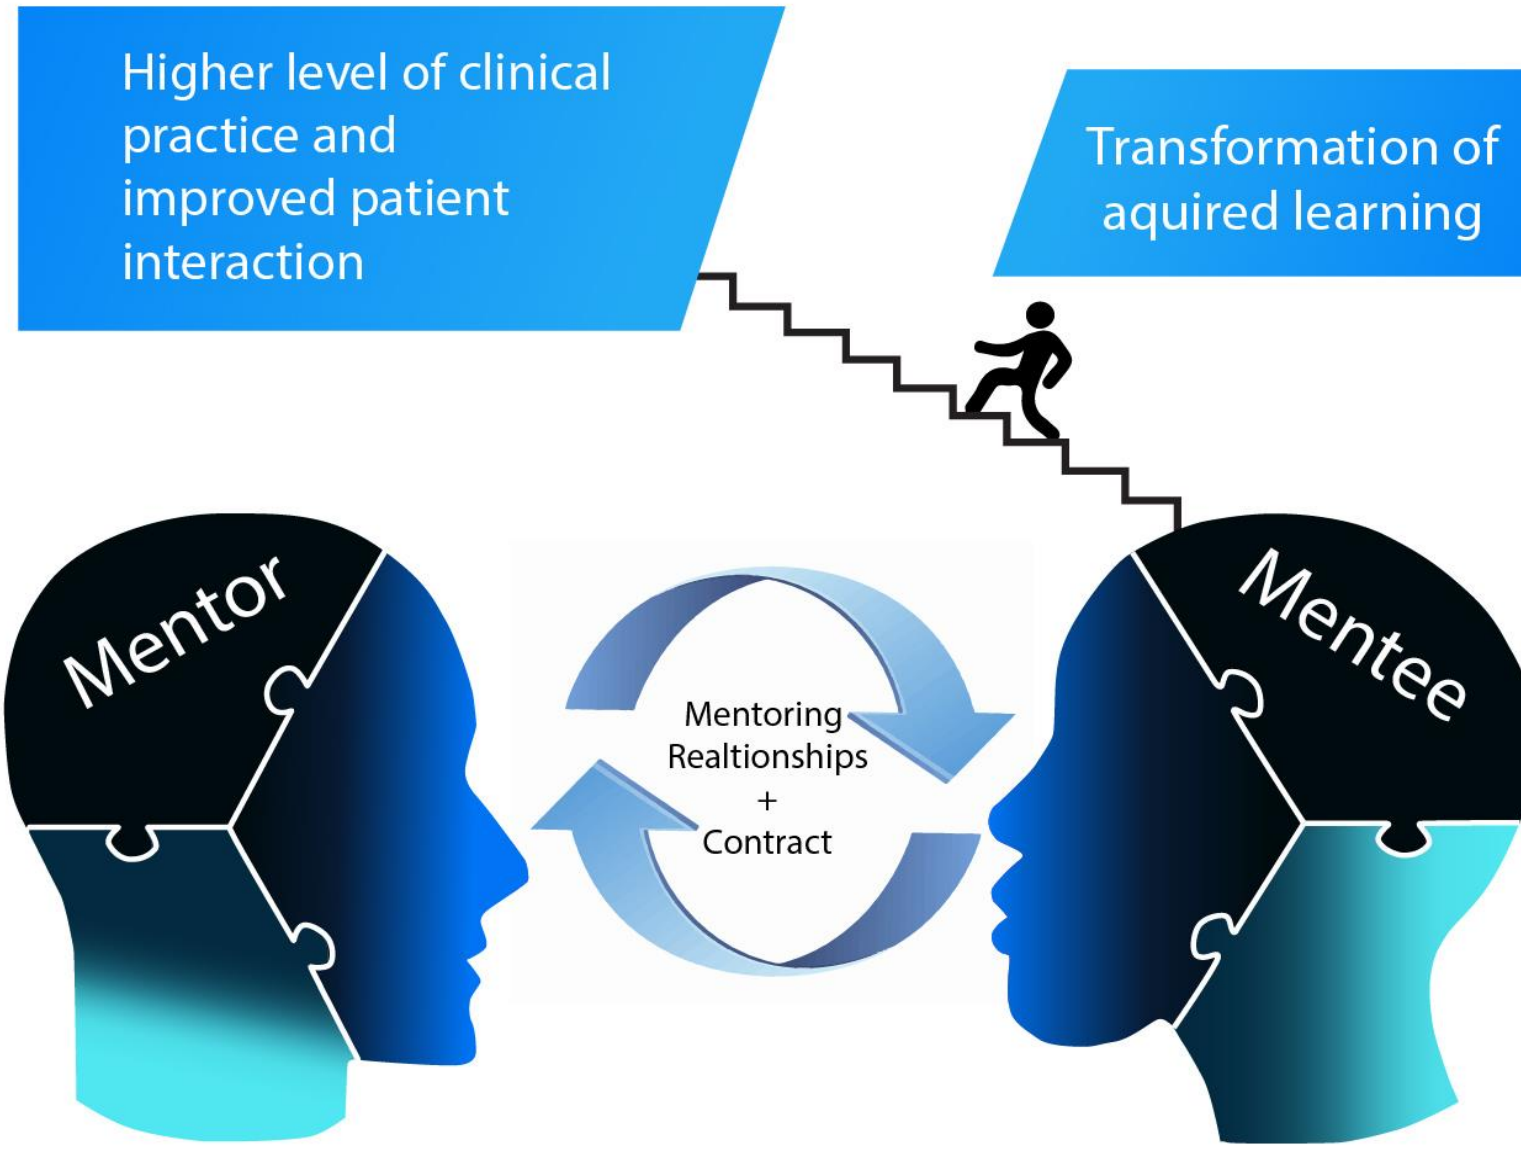 Higher level of clinical
practice and
improved patient
interaction
Transformation of
aquired learning
Mentor
Mentoring
Realtionships
+
Contract
Mentee